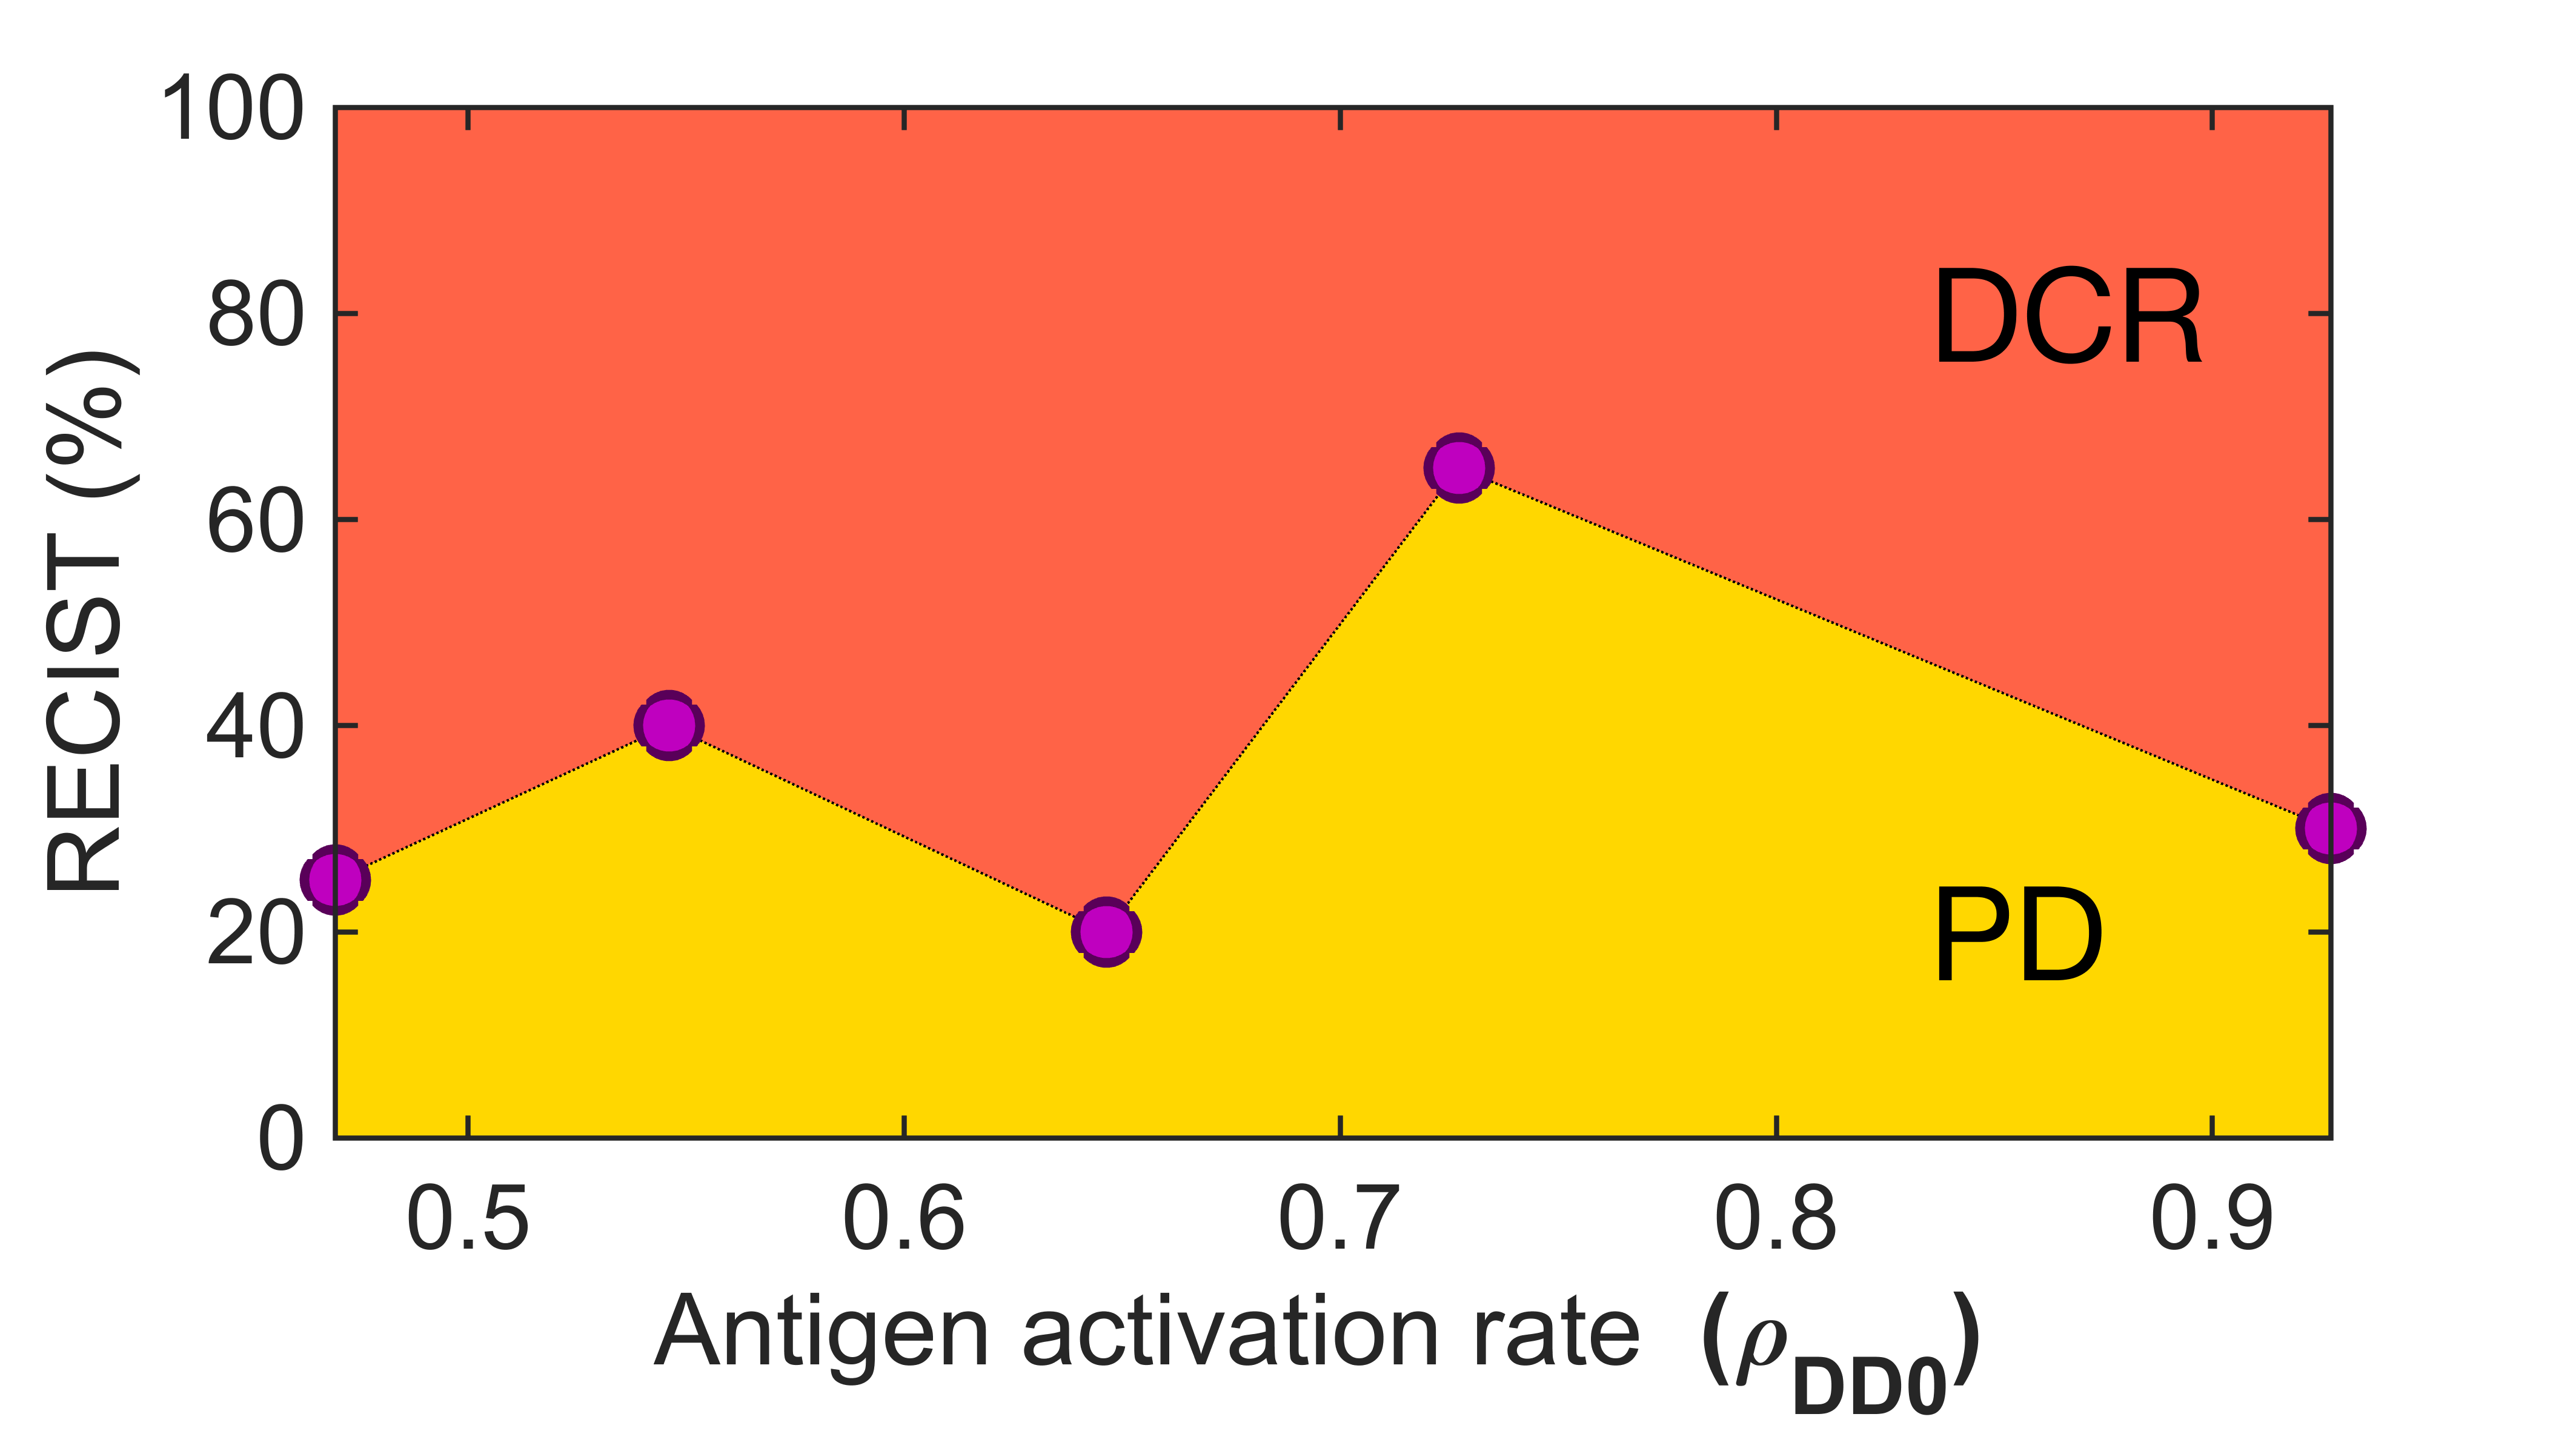 100
80
60
40
20
0
RECIST (%)
DCR
PD
0.5 0.6 0.7 0.8 0.9
Antigen activation rate (ρDD0)